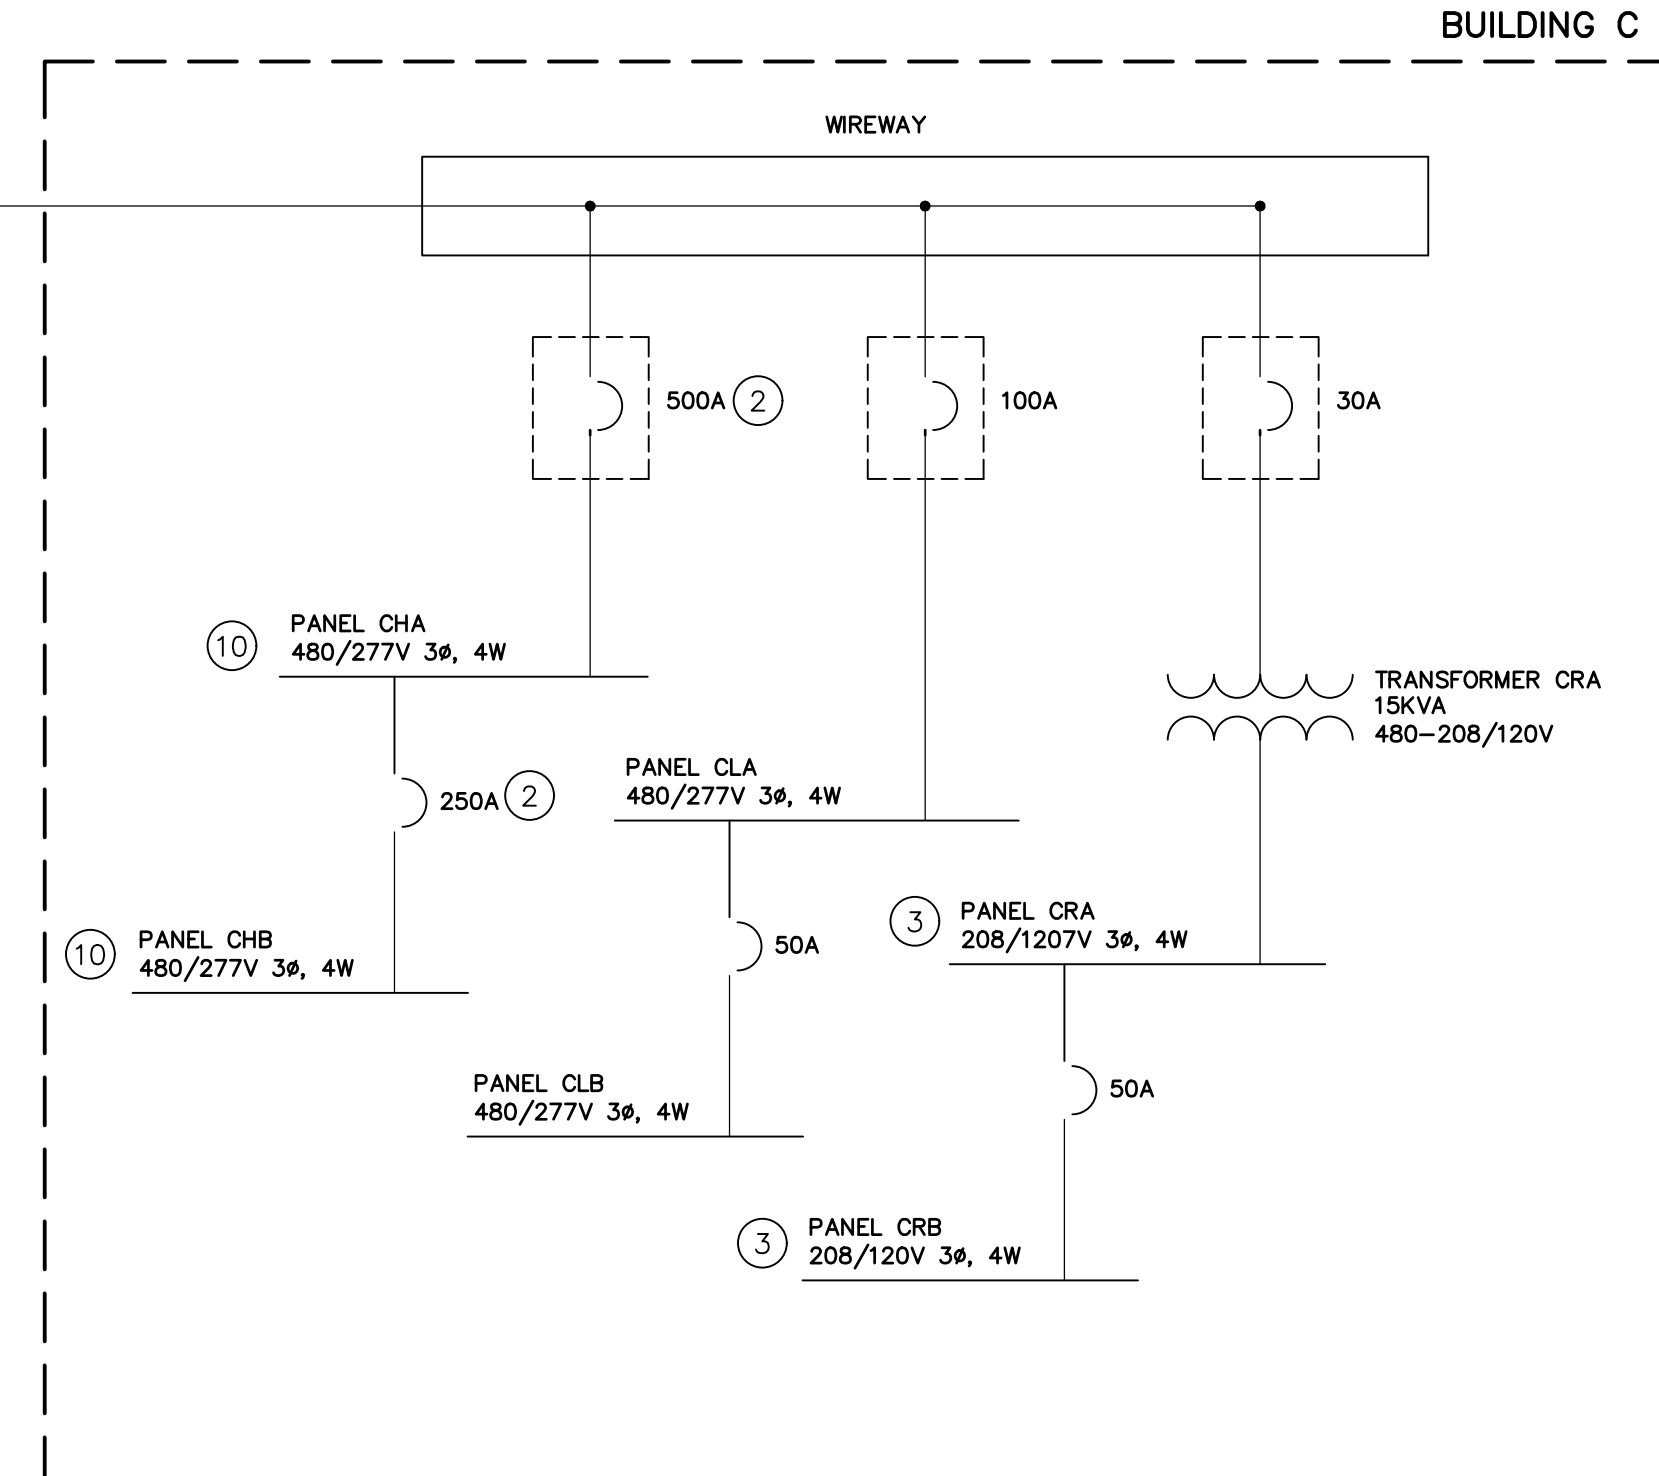 BUILDING C
WIREWAY
500A 2
100A
30A
10
PANEL CHA
480/277V 3ø, 4W
TRANSFORMER CRA
15KVA
480-208/120V
250A 2
PANEL CLA
480/277V 3ø, 4W
10
PANEL CHB
480/277V 3ø, 4W
50A
3
PANEL CRA
208/1207V 3ø, 4W
PANEL CLB
480/277V 3ø, 4W
50A
3
PANEL CRB
208/120V 3ø, 4W